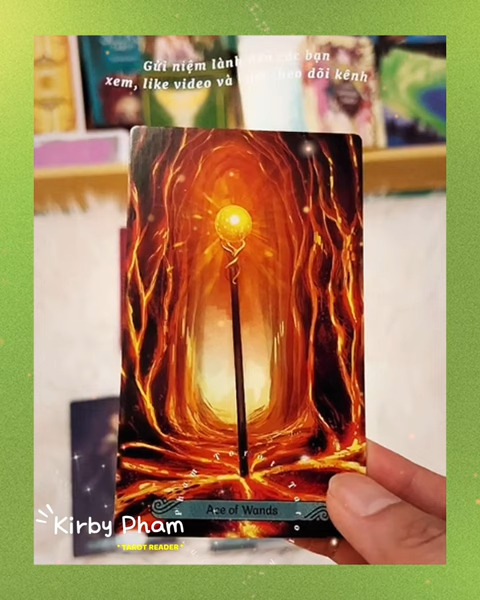 Gửi niệm lành đến các bạn
xem, like video và theo dõi kênh
Ace of Wands
Kirby Pham
* TAROT READER *